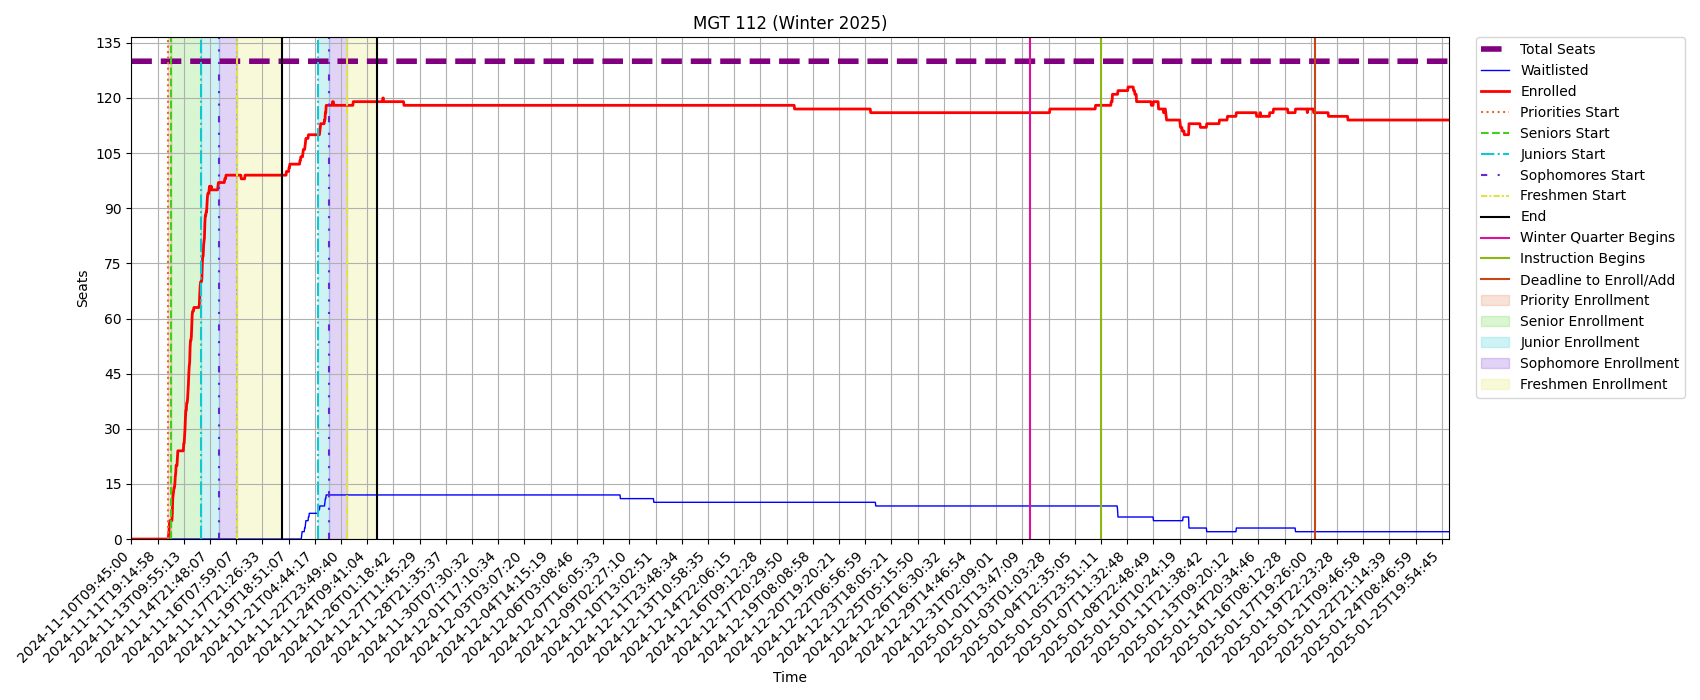 MGT 112 (Winter 2025)
135
120
105
90
75
60
45
30
15
0
Seats
2024-11-10T09:45:00
2024-11-11T19:14:58
2024-11-13T09:55:13
2024-11-14T21:48:07
2024-11-16T07:59:07
2024-11-17T21:26:33
2024-11-19T18:51:07
2024-11-21T04:44:17
2024-11-22T23:49:40
2024-11-24T09:41:04
2024-11-26T01:18:42
2024-11-27T11:45:29
2024-11-28T21:35:37
2024-11-30T07:30:32
2024-12-01T17:10:34
2024-12-03T03:07:20
2024-12-04T14:15:19
2024-12-06T03:08:46
2024-12-07T16:05:33
2024-12-09T02:27:10
2024-12-10T13:02:51
2024-12-11T23:48:34
2024-12-13T10:58:35
2024-12-14T22:06:15
2024-12-16T09:12:28
2024-12-17T20:29:50
2024-12-19T08:08:58
2024-12-20T19:20:21
2024-12-22T06:56:59
2024-12-23T18:05:21
2024-12-25T05:15:50
2024-12-26T16:30:32
2024-12-29T14:46:54
2024-12-31T02:09:01
2025-01-01T13:47:09
2025-01-03T01:03:28
2025-01-04T12:35:05
2025-01-05T23:51:11
2025-01-07T11:32:48
2025-01-08T22:48:49
2025-01-10T10:24:19
2025-01-11T21:38:42
2025-01-13T09:20:12
2025-01-14T20:34:46
2025-01-16T08:12:28
2025-01-17T19:26:00
2025-01-19T22:23:28
2025-01-21T09:46:58
2025-01-22T21:14:39
2025-01-24T08:46:59
2025-01-25T19:54:45
Time
Total Seats
Waitlisted
Enrolled
Priorities Start
Seniors Start
Juniors Start
Sophomores Start
Freshmen Start
End
Winter Quarter Begins
Instruction Begins
Deadline to Enroll/Add
Priority Enrollment
Senior Enrollment
Junior Enrollment
Sophomore Enrollment
Freshmen Enrollment